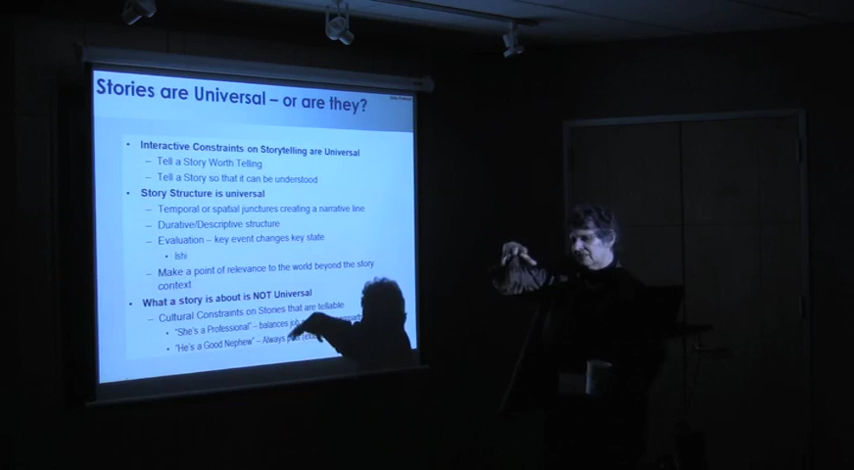 Stories are Universal – or are they?
• Interactive Constraints on Storytelling are Universal
– Tell a Story Worth Telling
– Tell a Story so that it can be understood
• Story Structure is universal
– Temporal or spatial junctures creating a narrative line
– Durative/Descriptive structure
– Evaluation – key event changes key state
• Ishi
– Make a point of relevance to the world beyond the story
context
• What a story is about is NOT Universal
– Cultural Constraints on Stories that are tellable
• "She's a Professional" – balances job
• "He's a Good Nephew" – Always